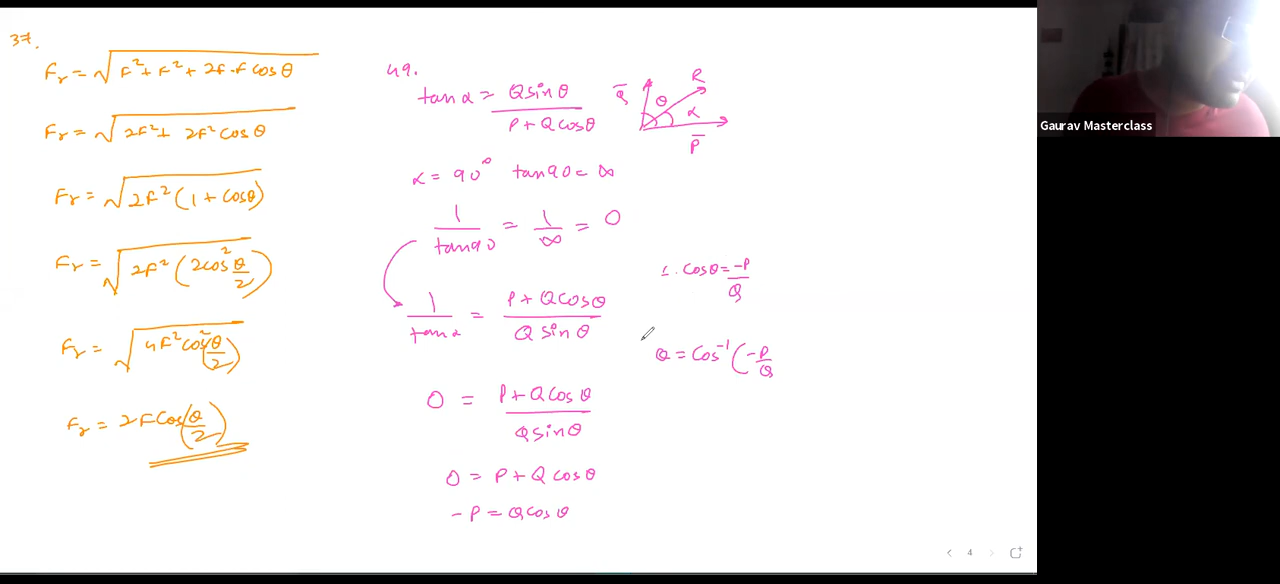 37.
Fr = √F² + F² + 2F·F cos θ
Fr = √2F² + 2F² cos θ
Fr = √2F² (1 + cos θ)
Fr = √2F² (2cos² θ/2)
Fr = √4F² cos² (θ/2)
Fr = 2F cos (θ/2)
49.
tan α = Q sin θ / P + Q cos θ
Q̅ θ R α P̅
α = 90° tan 90 = ∞
1/tan 90 = 1/∞ = 0
1/tan α = P + Q cos θ / Q sin θ
0 = P + Q cos θ / Q sin θ
0 = P + Q cos θ
-P = Q cos θ
cos θ = -P/Q
θ = cos⁻¹ (-P/Q
Gaurav Masterclass
4